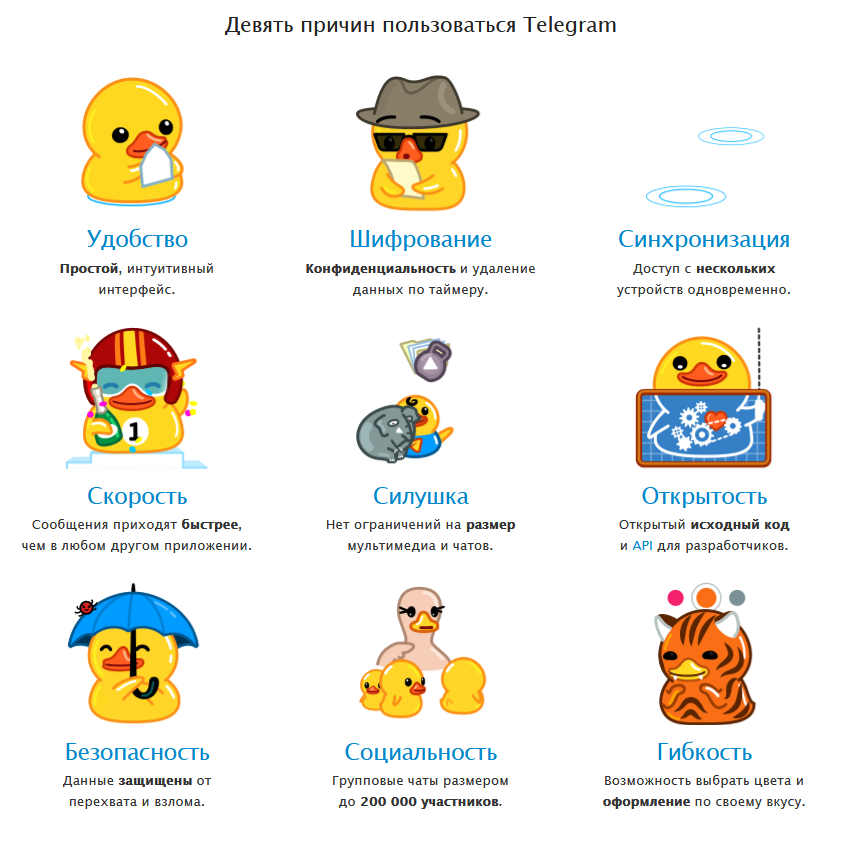 Девять причин пользоваться Telegram
Удобство
Простой, интуитивный
интерфейс.
Шифрование
Конфиденциальность и удаление
данных по таймеру.
Синхронизация
Доступ с нескольких
устройств одновременно.
1
Скорость
Сообщения приходят быстрее,
чем в любом другом приложении.
Силушка
Нет ограничений на размер
мультимедиа и чатов.
Открытость
Открытый исходный код
и API для разработчиков.
Безопасность
Данные защищены от
перехвата и взлома.
Социальность
Групповые чаты размером
до 200 000 участников.
Гибкость
Возможность выбрать цвета и
оформление по своему вкусу.